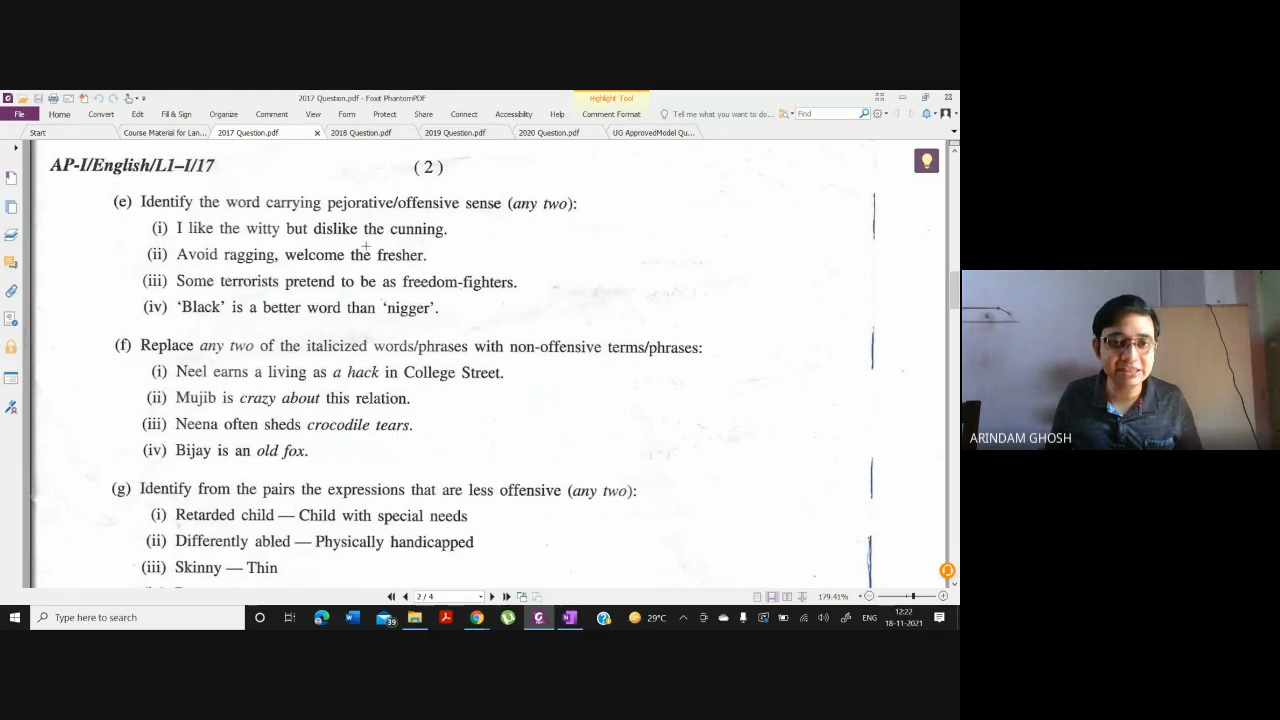 2017 Question.pdf - Foxit PhantomPDF
Highlight Tool
File Home Convert Edit Fill & Sign Organize Comment View Form Protect Share Connect Accessibility Help Comment Format Tell me what you want to do... Find
Start Course Material for Lan... 2017 Question.pdf 2018 Question.pdf 2019 Question.pdf 2020 Question.pdf UG ApprovedModel Qu...
AP-I/English/L1–I/17 ( 2 )
(e) Identify the word carrying pejorative/offensive sense (any two):
(i) I like the witty but dislike the cunning.
(ii) Avoid ragging, welcome the fresher.
(iii) Some terrorists pretend to be as freedom-fighters.
(iv) ‘Black’ is a better word than ‘nigger’.
(f) Replace any two of the italicized words/phrases with non-offensive terms/phrases:
(i) Neel earns a living as a hack in College Street.
(ii) Mujib is crazy about this relation.
(iii) Neena often sheds crocodile tears.
(iv) Bijay is an old fox.
(g) Identify from the pairs the expressions that are less offensive (any two):
(i) Retarded child — Child with special needs
(ii) Differently abled — Physically handicapped
(iii) Skinny — Thin
ARINDAM GHOSH
2 / 4 179.41%
Type here to search 39 29°C ENG 12:22
18-11-2021